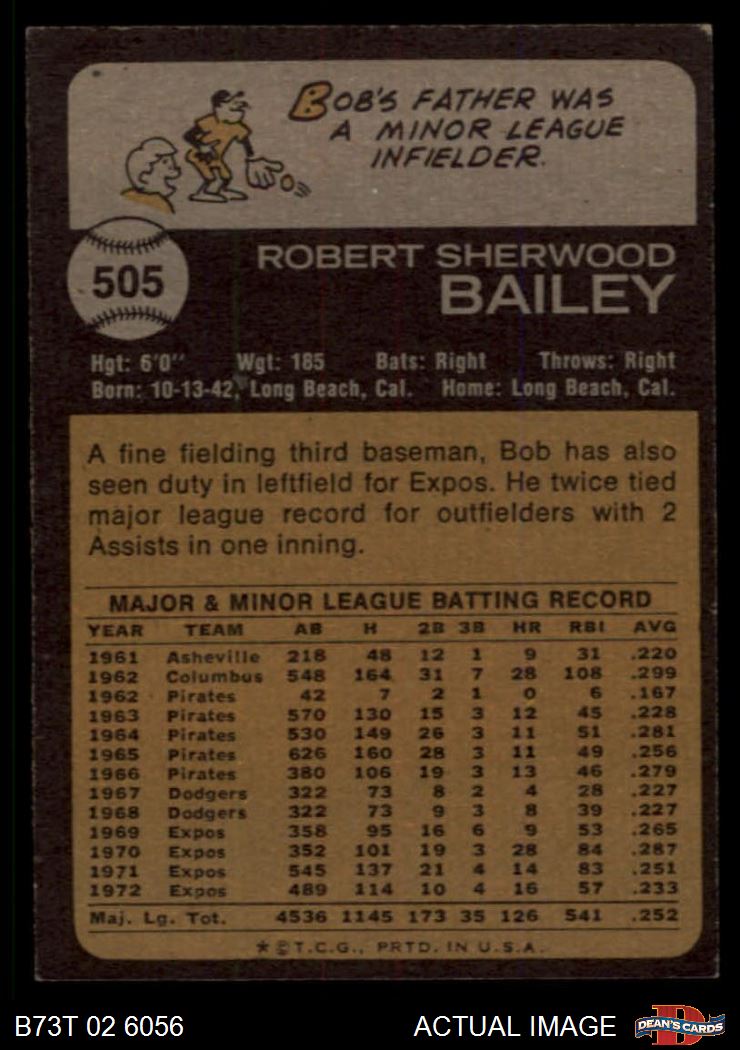 BOB'S FATHER WAS
A MINOR LEAGUE
INFIELDER.
505
ROBERT SHERWOOD
BAILEY
Hgt: 6'0" Wgt: 185 Bats: Right Throws: Right
Born: 10-13-42, Long Beach, Cal. Home: Long Beach, Cal.
A fine fielding third baseman, Bob has also
seen duty in leftfield for Expos. He twice tied
major league record for outfielders with 2
Assists in one inning.
MAJOR & MINOR LEAGUE BATTING RECORD
YEAR TEAM AB H 2B 3B HR RBI AVG
1961 Asheville 218 48 12 1 9 31 .220
1962 Columbus 548 164 31 7 28 108 .299
1962 Pirates 42 7 2 1 0 6 .167
1963 Pirates 570 130 15 3 12 45 .228
1964 Pirates 530 149 26 3 11 51 .281
1965 Pirates 626 160 28 3 11 49 .256
1966 Pirates 380 106 19 3 13 46 .279
1967 Dodgers 322 73 8 2 4 28 .227
1968 Dodgers 322 73 9 3 8 39 .227
1969 Expos 358 95 16 6 9 53 .265
1970 Expos 352 101 19 3 28 84 .287
1971 Expos 545 137 21 4 14 83 .251
1972 Expos 489 114 10 4 16 57 .233
Maj. Lg. Tot. 4536 1145 173 35 126 541 .252
*©T.C.G., PRTD. IN U.S.A.
B73T 02 6056 ACTUAL IMAGE D DEAN'S CARDS